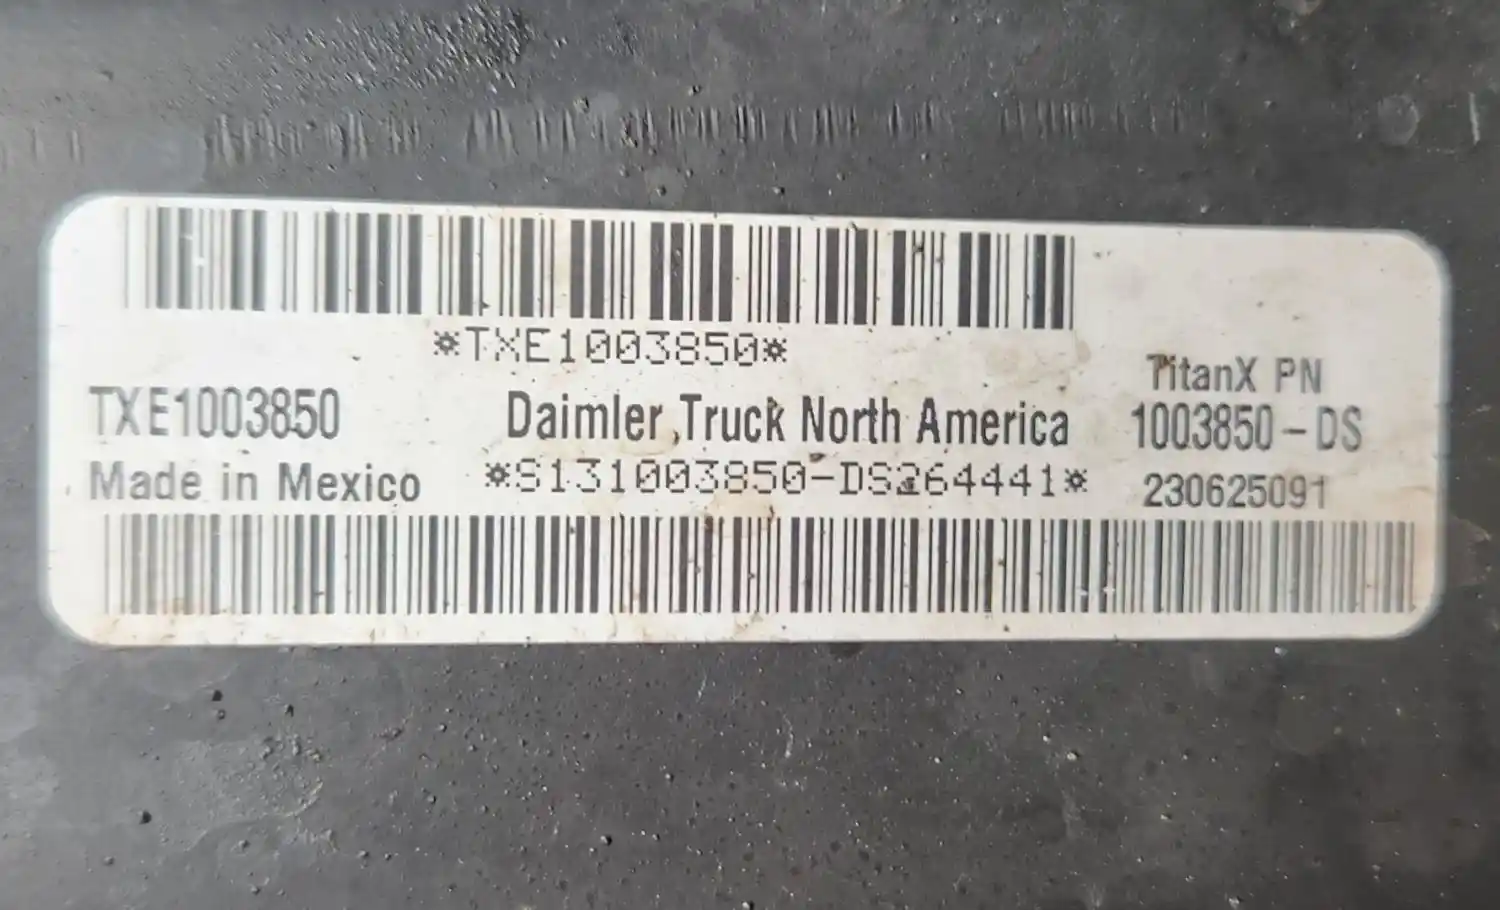 *TXE1003850*
TitanX PN
TXE1003850
Daimler Truck North America
1003850-DS
Made in Mexico
*S131003850-DS264441*
230625091